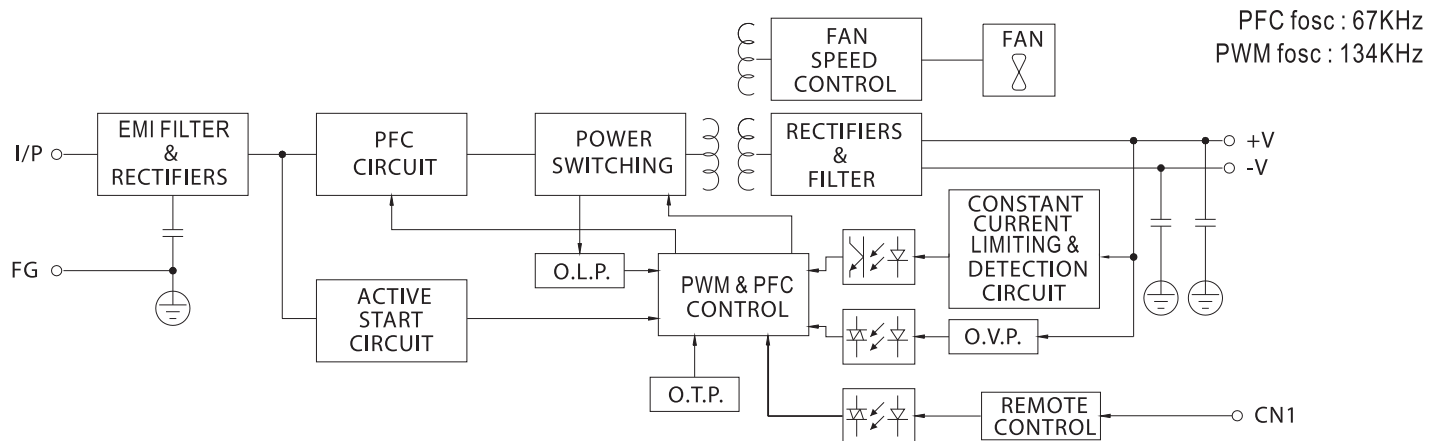 PFC fosc : 67KHz
PWM fosc : 134KHz
FAN
SPEED
CONTROL
FAN
I/P
EMI FILTER
&
RECTIFIERS
PFC
CIRCUIT
POWER
SWITCHING
RECTIFIERS
&
FILTER
+V
-V
FG
O.L.P.
PWM & PFC
CONTROL
CONSTANT
CURRENT
LIMITING &
DETECTION
CIRCUIT
ACTIVE
START
CIRCUIT
O.V.P.
O.T.P.
REMOTE
CONTROL
CN1